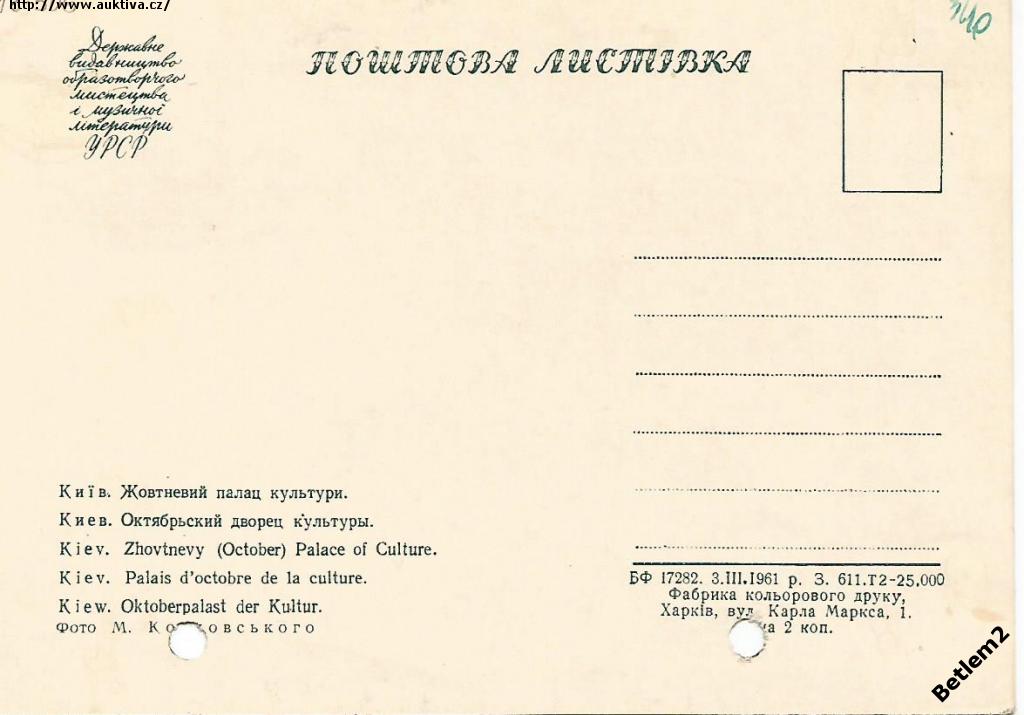 http://www.auktiva.cz/
Державне
видавництво
образотворчого
мистецтва
і музичної
літератури
УРСР
ПОШТОВА ЛИСТІВКА
Київ. Жовтневий палац культури.
Киев. Октябрьский дворец культуры.
Kiev. Zhovtnevy (October) Palace of Culture.
Kiev. Palais d'octobre de la culture.
Kiew. Oktoberpalast der Kultur.
Фото М.
БФ 17282. 3.III.1961 р. З. 611.Т2-25.000
Фабрика кольорового друку,
Харків, вул. Карла Маркса, 1.
2 коп.
Betlem2